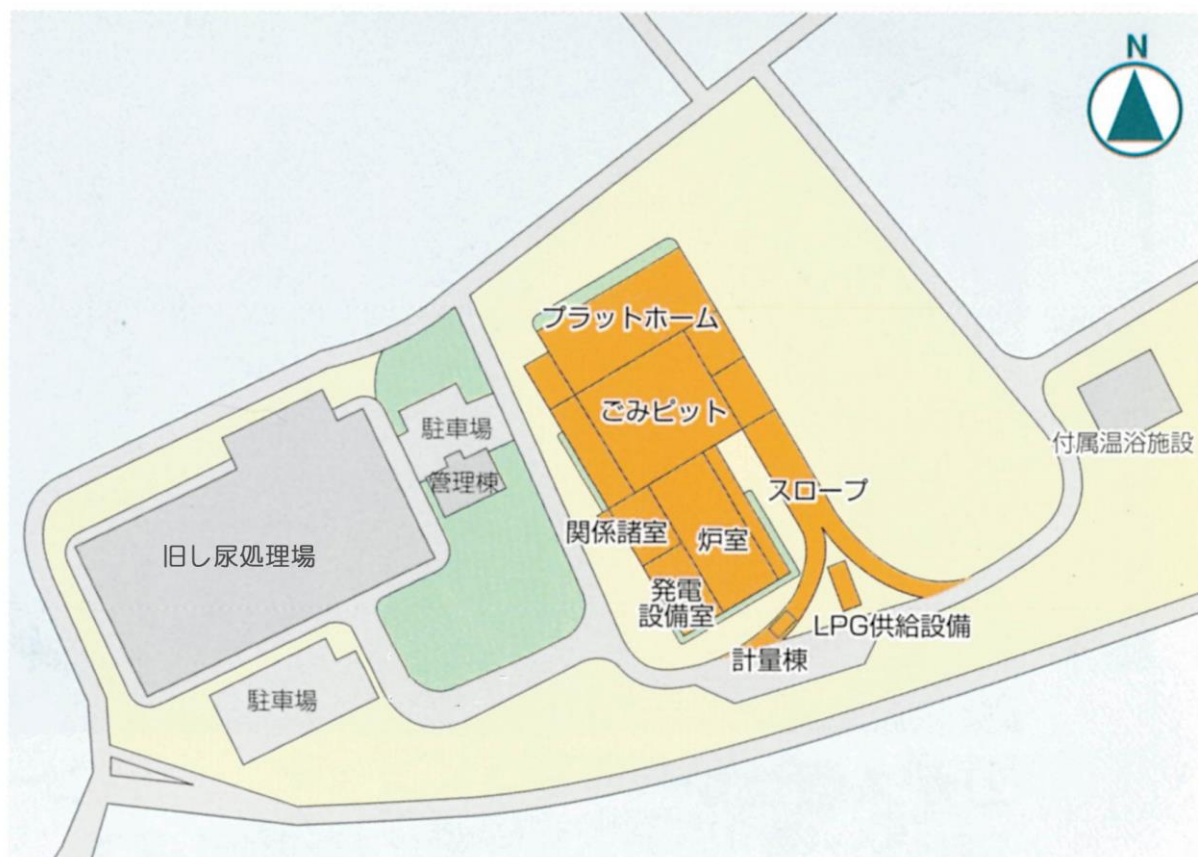 N
プラットホーム
ごみピット
駐車場
付属温浴施設
管理棟
スロープ
関係諸室
炉室
旧し尿処理場
発電
設備室
LPG供給設備
計量棟
駐車場